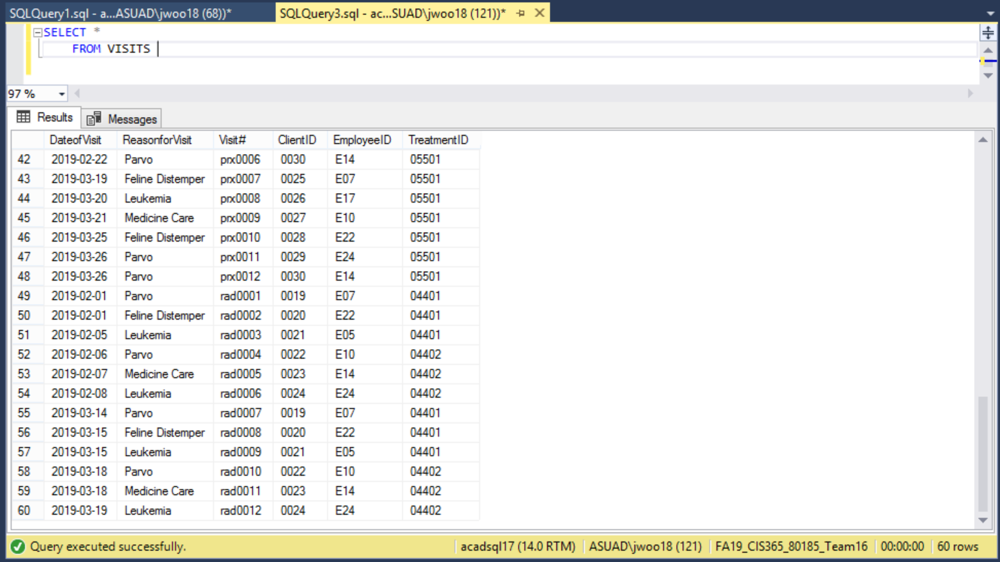 SQLQuery1.sql - a...ASUAD\jwoo18 (68))* SQLQuery3.sql - ac...SUAD\jwoo18 (121))*
SELECT *
FROM VISITS
97 %
Results Messages
DateofVisit ReasonforVisit Visit# ClientID EmployeeID TreatmentID
42 2019-02-22 Parvo prx0006 0030 E14 05501
43 2019-03-19 Feline Distemper prx0007 0025 E07 05501
44 2019-03-20 Leukemia prx0008 0026 E17 05501
45 2019-03-21 Medicine Care prx0009 0027 E10 05501
46 2019-03-25 Feline Distemper prx0010 0028 E22 05501
47 2019-03-26 Parvo prx0011 0029 E24 05501
48 2019-03-26 Parvo prx0012 0030 E14 05501
49 2019-02-01 Parvo rad0001 0019 E07 04401
50 2019-02-01 Feline Distemper rad0002 0020 E22 04401
51 2019-02-05 Leukemia rad0003 0021 E05 04401
52 2019-02-06 Parvo rad0004 0022 E10 04402
53 2019-02-07 Medicine Care rad0005 0023 E14 04402
54 2019-02-08 Leukemia rad0006 0024 E24 04402
55 2019-03-14 Parvo rad0007 0019 E07 04401
56 2019-03-15 Feline Distemper rad0008 0020 E22 04401
57 2019-03-15 Leukemia rad0009 0021 E05 04401
58 2019-03-18 Parvo rad0010 0022 E10 04402
59 2019-03-18 Medicine Care rad0011 0023 E14 04402
60 2019-03-19 Leukemia rad0012 0024 E24 04402
Query executed successfully. acadsql17 (14.0 RTM) ASUAD\jwoo18 (121) FA19_CIS365_80185_Team16 00:00:00 60 rows